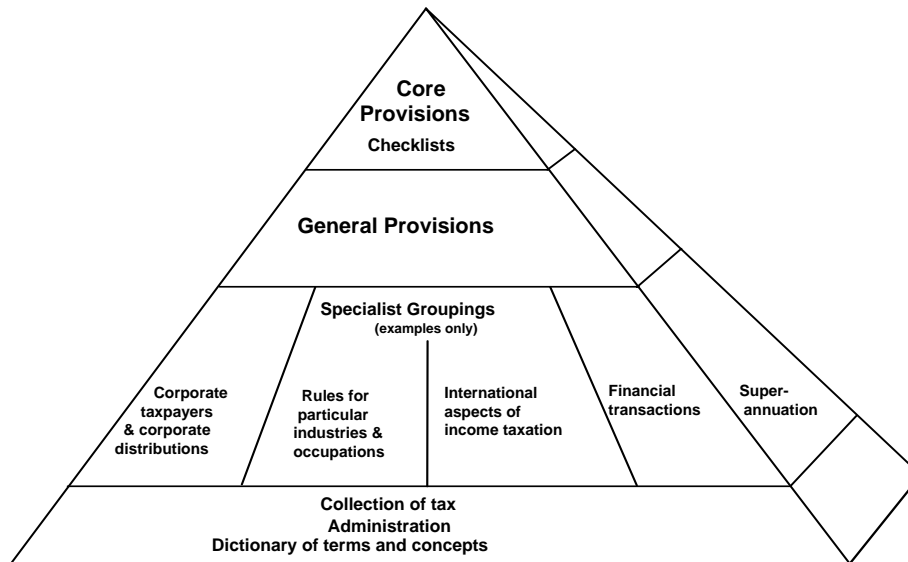 Core
Provisions
Checklists
General Provisions
Specialist Groupings
(examples only)
Corporate
taxpayers
& corporate
distributions
Rules for
particular
industries &
occupations
International
aspects of
income taxation
Financial
transactions
Super-
annuation
Collection of tax
Administration
Dictionary of terms and concepts